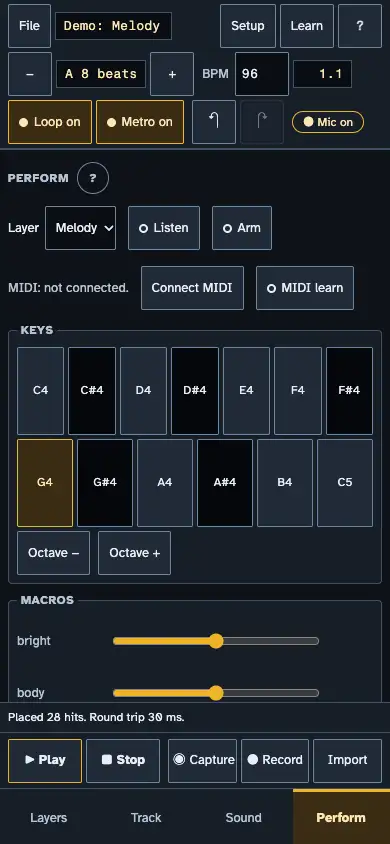 File Demo: Melody Setup Learn ?
− A 8 beats + BPM 96 1.1
Loop on Metro on Mic on
PERFORM ?
Layer Melody Listen Arm
MIDI: not connected. Connect MIDI MIDI learn
KEYS
C4 C#4 D4 D#4 E4 F4 F#4
G4 G#4 A4 A#4 B4 C5
Octave − Octave +
MACROS
bright
body
Placed 28 hits. Round trip 30 ms.
Play Stop Capture Record Import
Layers Track Sound Perform